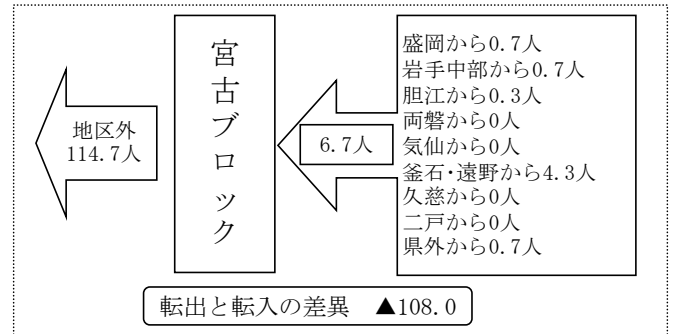 地区外
114.7人
宮古ブロック
6.7人
盛岡から0.7人
岩手中部から0.7人
胆江から0.3人
両磐から0人
気仙から0人
釜石・遠野から4.3人
久慈から0人
二戸から0人
県外から0.7人
転出と転入の差異　▲108.0